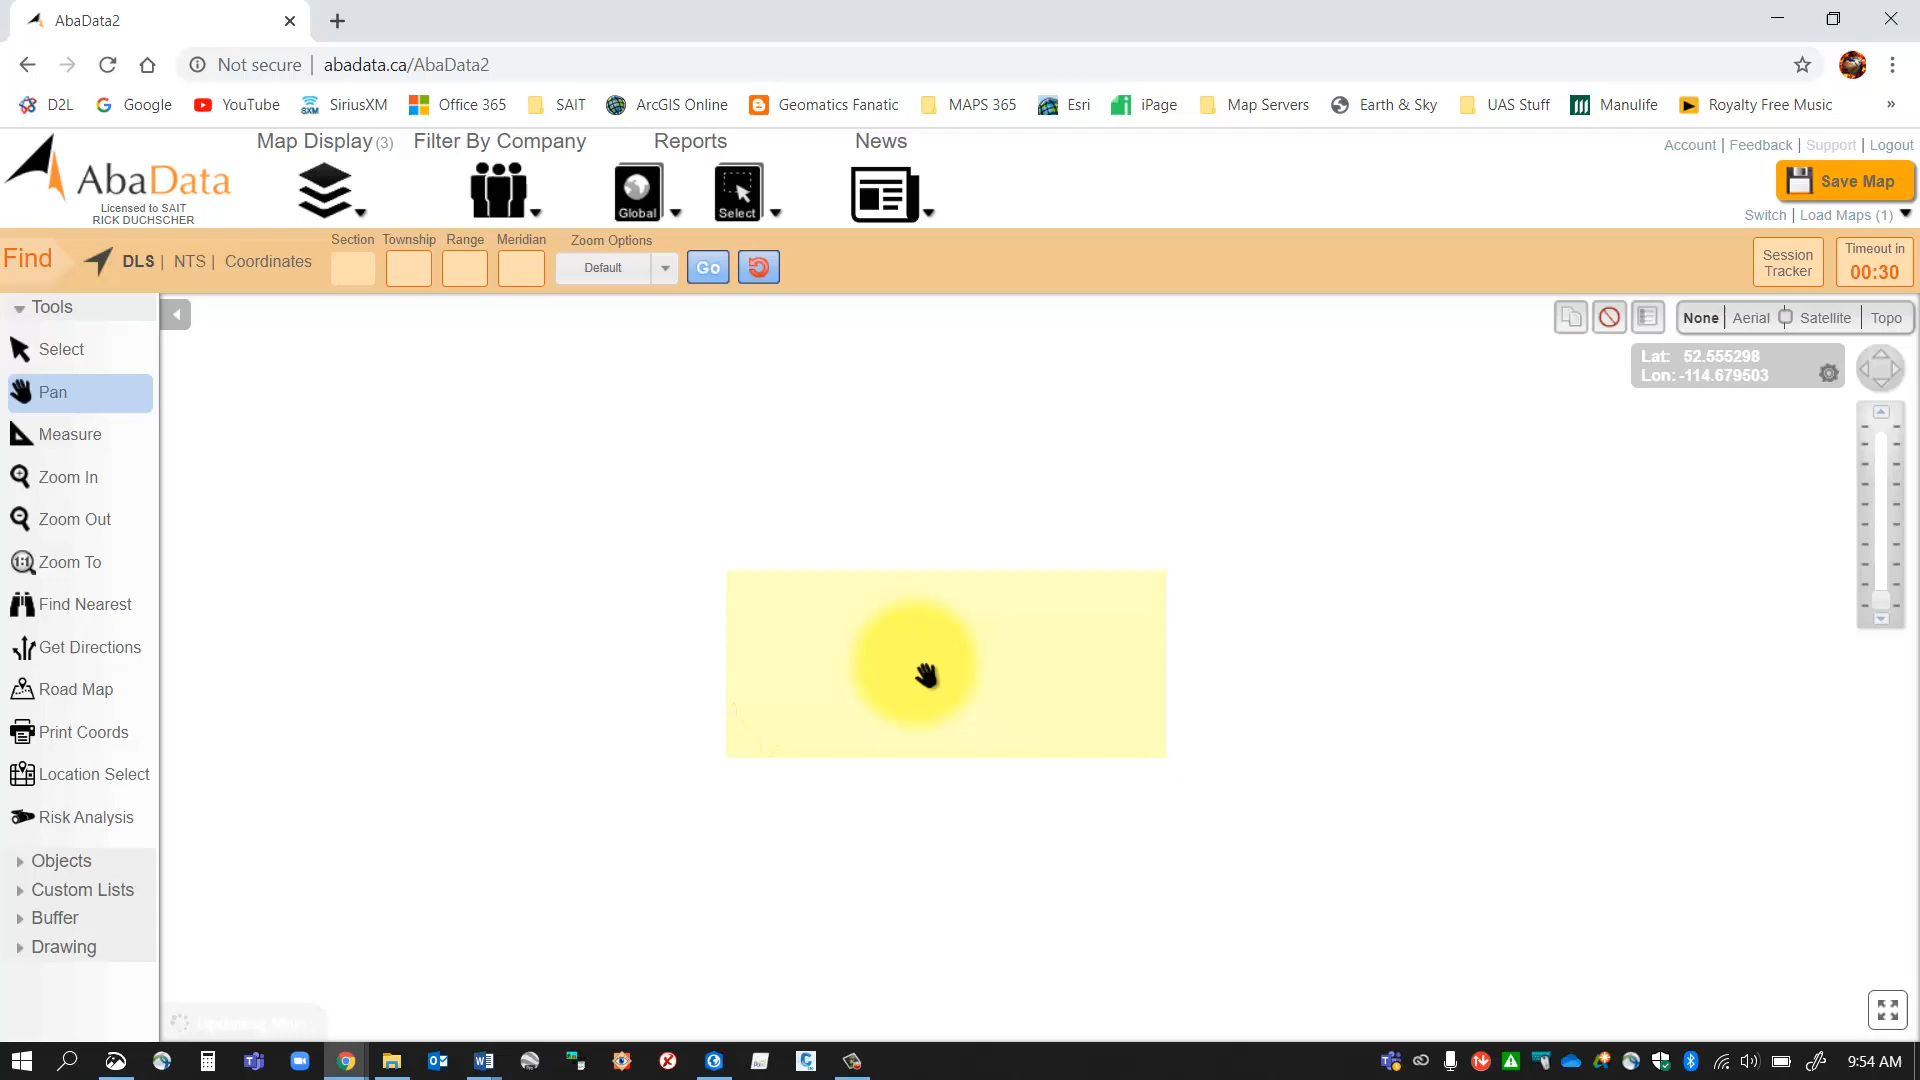 AbaData2
Not secure | abadata.ca/AbaData2
D2L Google YouTube SiriusXM Office 365 SAIT ArcGIS Online Geomatics Fanatic MAPS 365 Esri iPage Map Servers Earth & Sky UAS Stuff Manulife Royalty Free Music »
Map Display (3) Filter By Company Reports News
Account | Feedback | Support | Logout
AbaData
Licensed to SAIT
RICK DUCHSCHER
Global Select
Save Map
Switch | Load Maps (1)
Find DLS | NTS | Coordinates
Section Township Range Meridian Zoom Options
Default Go
Session
Tracker
Timeout in
00:30
Tools
Select
Pan
Measure
Zoom In
Zoom Out
Zoom To
Find Nearest
Get Directions
Road Map
Print Coords
Location Select
Risk Analysis
Objects
Custom Lists
Buffer
Drawing
None Aerial Satellite Topo
Lat: 52.555298
Lon: -114.679503
9:54 AM